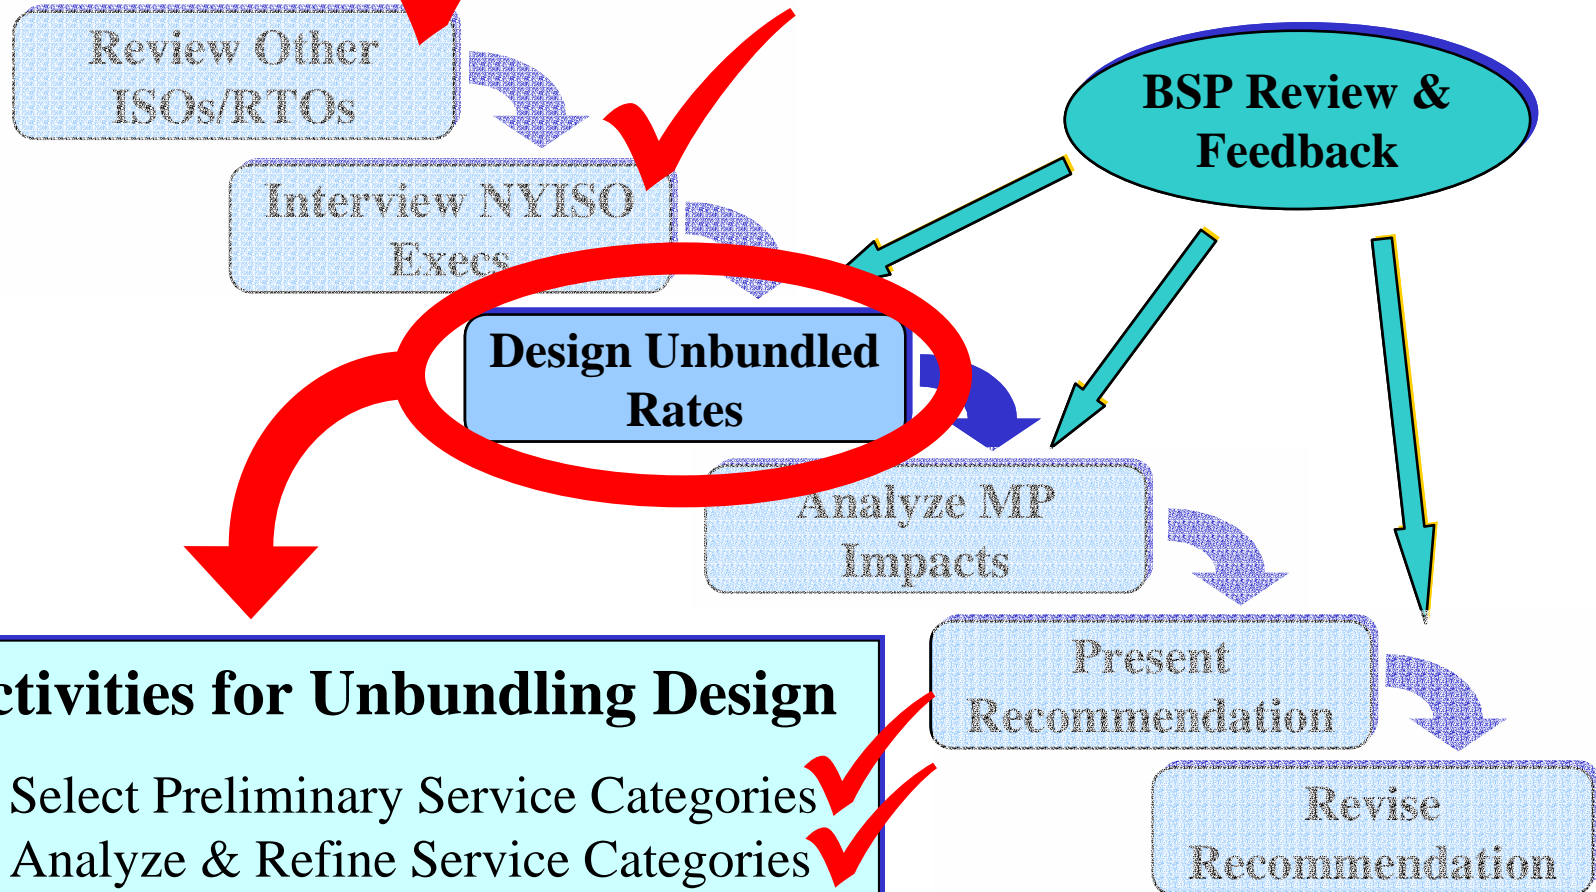 Review Other
ISOs/RTOs
BSP Review &
Feedback
Interview NYISO
Execs
Design Unbundled
Rates
Analyze MP
Impacts
Present
Recommendation
Revise
Recommendation
ctivities for Unbundling Design
Select Preliminary Service Categories
Analyze & Refine Service Categories